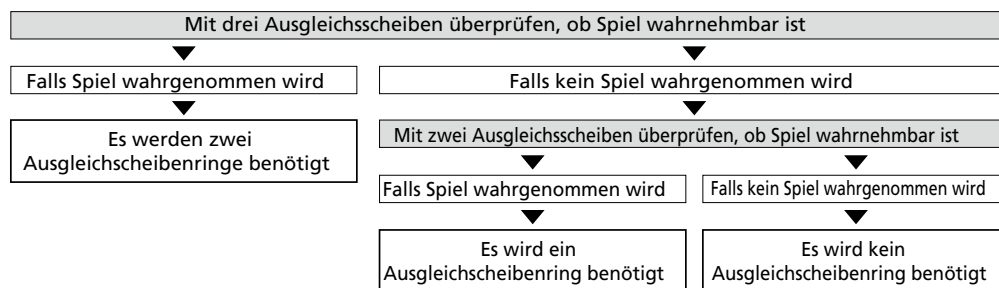 Mit drei Ausgleichsscheiben überprüfen, ob Spiel wahrnehmbar ist
Falls Spiel wahrgenommen wird
Falls kein Spiel wahrgenommen wird
Es werden zwei
Ausgleichscheibenringe benötigt
Mit zwei Ausgleichsscheiben überprüfen, ob Spiel wahrnehmbar ist
Falls Spiel wahrgenommen wird
Falls kein Spiel wahrgenommen wird
Es wird ein
Ausgleichscheibenring benötigt
Es wird kein
Ausgleichscheibenring benötigt